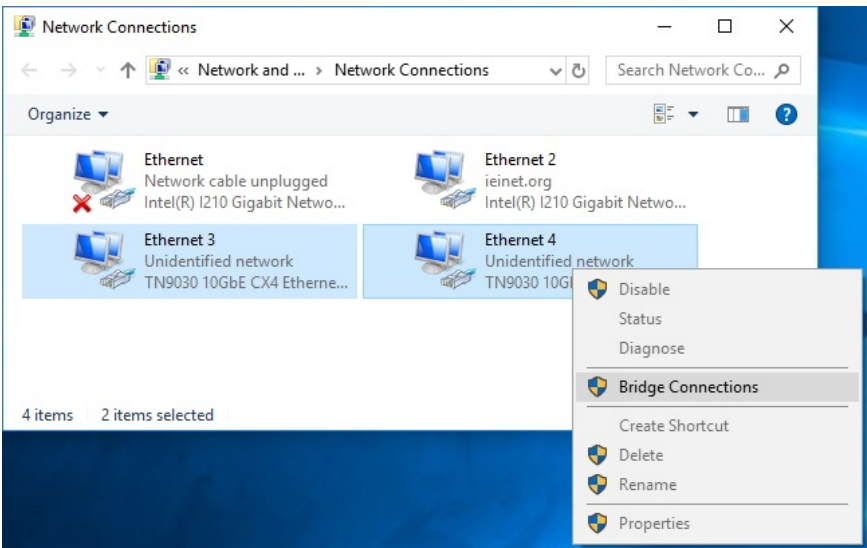 Network Connections
« Network and ... › Network Connections
Search Network Co...
Organize
Ethernet
Network cable unplugged
Intel(R) I210 Gigabit Netwo...
Ethernet 2
ieinet.org
Intel(R) I210 Gigabit Netwo...
Ethernet 3
Unidentified network
TN9030 10GbE CX4 Etherne...
Ethernet 4
Unidentified network
TN9030 10G
Disable
Status
Diagnose
Bridge Connections
Create Shortcut
Delete
Rename
Properties
4 items 2 items selected